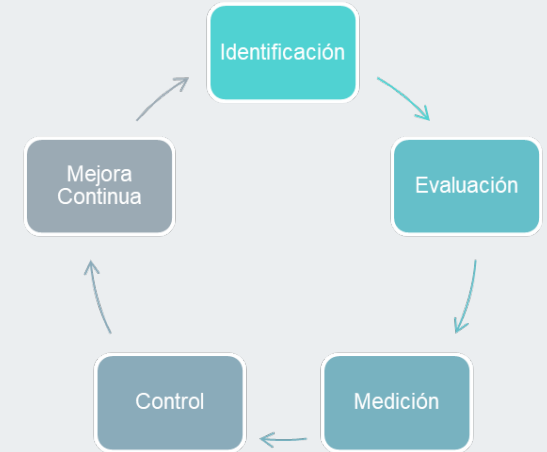 Identificación
Evaluación
Medición
Control
Mejora
Continua